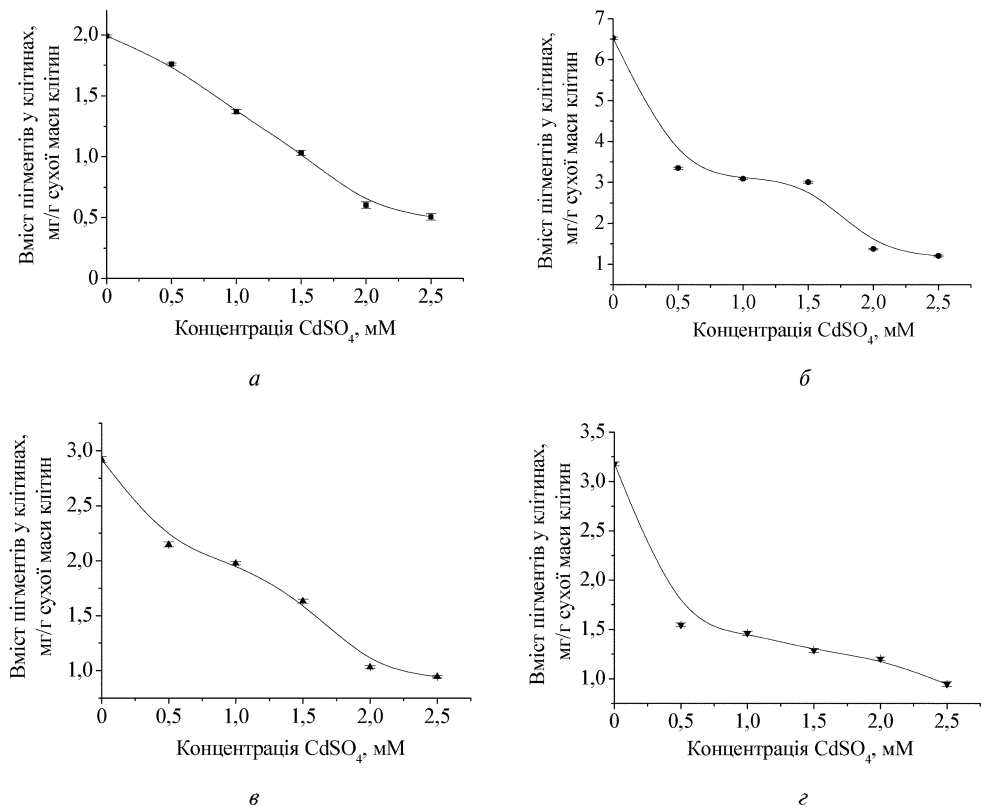 Вміст пігментів у клітинах,
мг/г сухої маси клітин
2,0
1,5
1,0
0,5
0
0 0,5 1,0 1,5 2,0 2,5
Концентрація CdSO₄, мМ
а
Вміст пігментів у клітинах,
мг/г сухої маси клітин
7
6
5
4
3
2
1
0 0,5 1,0 1,5 2,0 2,5
Концентрація CdSO₄, мМ
б
Вміст пігментів у клітинах,
мг/г сухої маси клітин
3,0
2,5
2,0
1,5
1,0
0 0,5 1,0 1,5 2,0 2,5
Концентрація CdSO₄, мМ
в
Вміст пігментів у клітинах,
мг/г сухої маси клітин
3,5
3,0
2,5
2,0
1,5
1,0
0 0,5 1,0 1,5 2,0 2,5
Концентрація CdSO₄, мМ
г